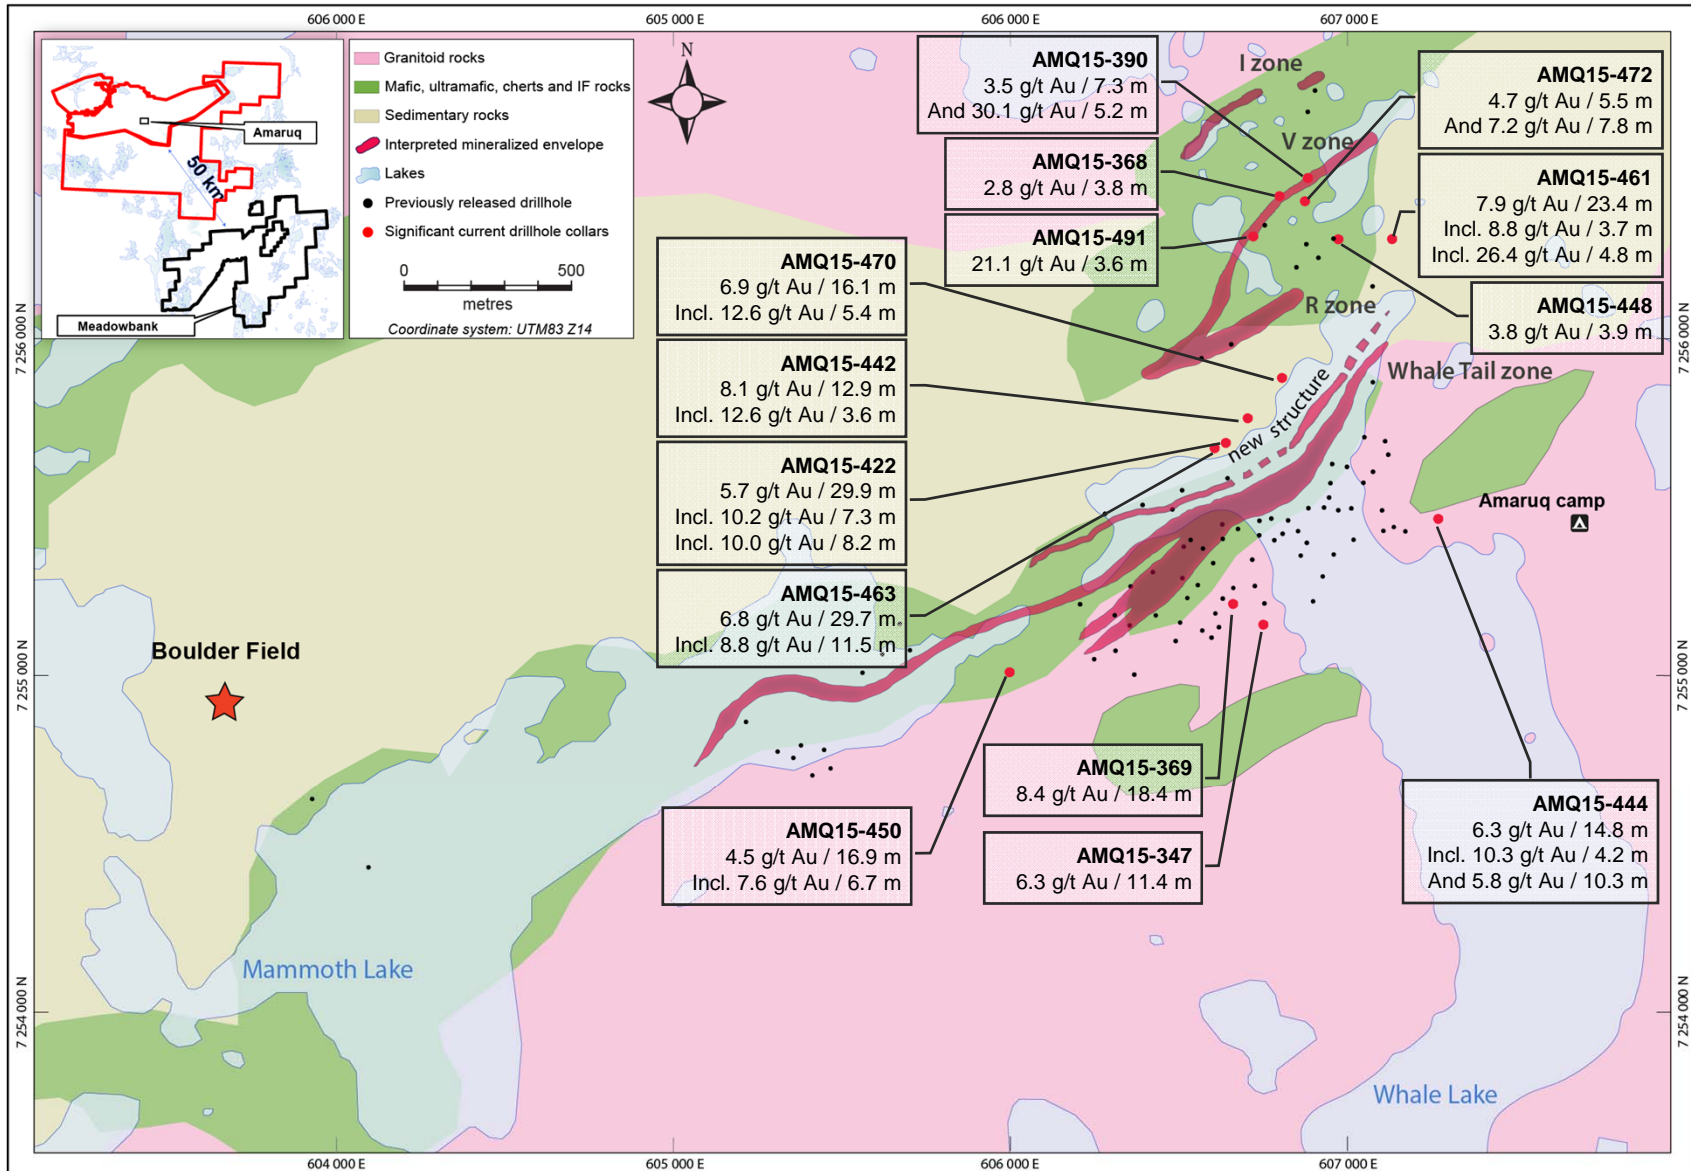 606 000 E
605 000 E
606 000 E
607 000 E
Amaruq
50 km
Meadowbank
Granitoid rocks
Mafic, ultramafic, cherts and IF rocks
Sedimentary rocks
Interpreted mineralized envelope
Lakes
Previously released drillhole
Significant current drillhole collars
0 500
metres
Coordinate system: UTM83 Z14
N
AMQ15-390
3.5 g/t Au / 7.3 m
And 30.1 g/t Au / 5.2 m
I zone
AMQ15-472
4.7 g/t Au / 5.5 m
And 7.2 g/t Au / 7.8 m
V zone
AMQ15-368
2.8 g/t Au / 3.8 m
AMQ15-461
7.9 g/t Au / 23.4 m
Incl. 8.8 g/t Au / 3.7 m
Incl. 26.4 g/t Au / 4.8 m
AMQ15-491
21.1 g/t Au / 3.6 m
AMQ15-470
6.9 g/t Au / 16.1 m
Incl. 12.6 g/t Au / 5.4 m
R zone
AMQ15-448
3.8 g/t Au / 3.9 m
7 256 000 N
7 256 000 N
AMQ15-442
8.1 g/t Au / 12.9 m
Incl. 12.6 g/t Au / 3.6 m
Whale Tail zone
new structure
AMQ15-422
5.7 g/t Au / 29.9 m
Incl. 10.2 g/t Au / 7.3 m
Incl. 10.0 g/t Au / 8.2 m
Amaruq camp
AMQ15-463
6.8 g/t Au / 29.7 m
Incl. 8.8 g/t Au / 11.5 m
Boulder Field
7 255 000 N
7 255 000 N
AMQ15-369
8.4 g/t Au / 18.4 m
AMQ15-450
4.5 g/t Au / 16.9 m
Incl. 7.6 g/t Au / 6.7 m
AMQ15-347
6.3 g/t Au / 11.4 m
AMQ15-444
6.3 g/t Au / 14.8 m
Incl. 10.3 g/t Au / 4.2 m
And 5.8 g/t Au / 10.3 m
Mammoth Lake
7 254 000 N
7 254 000 N
Whale Lake
604 000 E
605 000 E
606 000 E
607 000 E